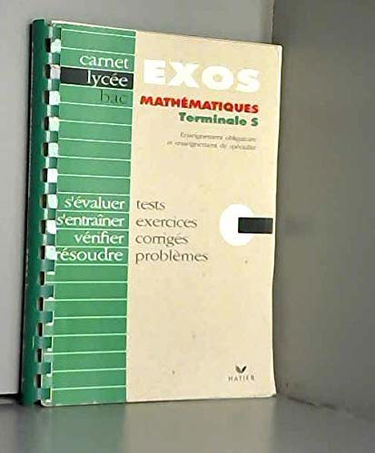 carnet
lycée
bac
EXOS
MATHÉMATIQUES
Terminale S
Enseignement obligatoire
et enseignement de spécialité
s'évaluer tests
s'entraîner exercices
vérifier corrigés
résoudre problèmes
HATIER